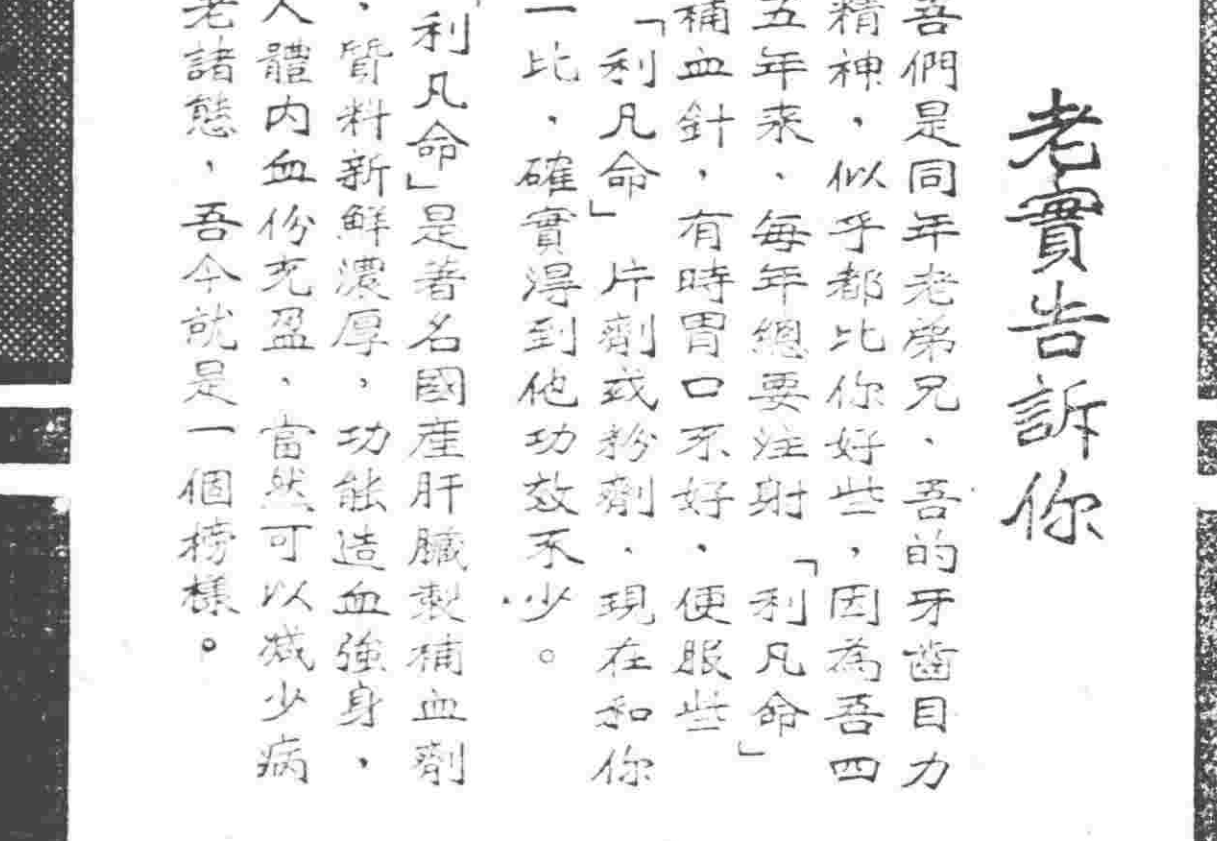 老實告訴你
吾們是同年老弟兄、吾的牙齒目力
精神，似乎都比你好些，因為吾四
五年來、每年總要注射「利凡命」
補血針，有時胃口不好、便服些
「利凡命」片劑或粉劑、現在和你
一比，確實得到他功效不少。
「利凡命」是著名國產肝臟製補血劑
，質料新鮮濃厚，功能造血強身，
人體內血份充盈、當然可以減少病
老諸態，吾今就是一個榜樣。